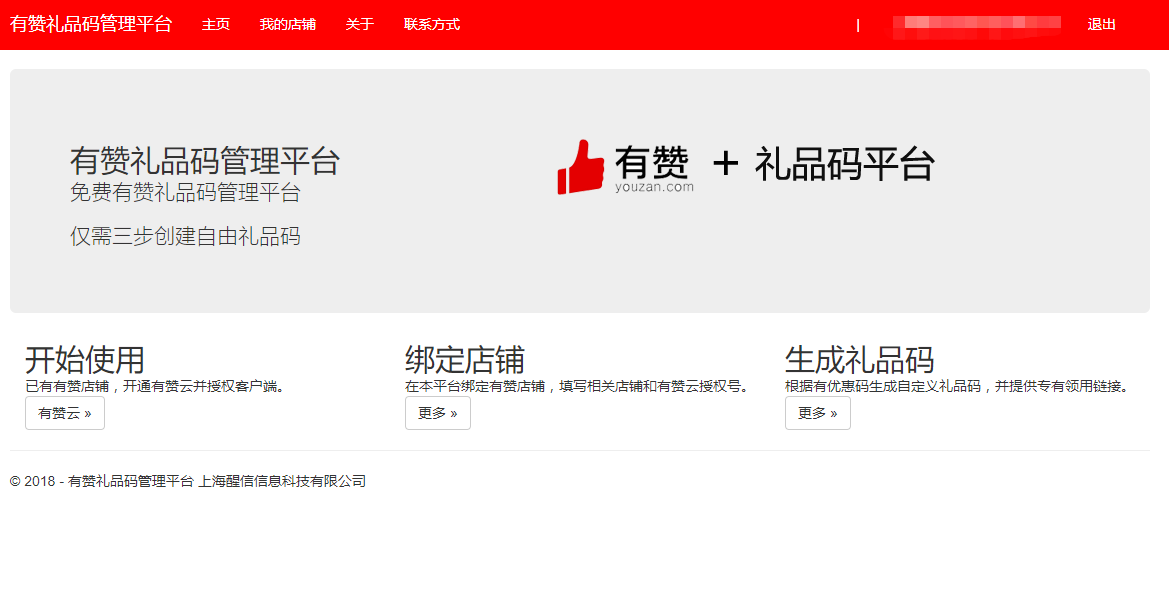 有赞礼品码管理平台 主页 我的店铺 关于 联系方式 | 退出
有赞礼品码管理平台
免费有赞礼品码管理平台
仅需三步创建自由礼品码
有赞 + 礼品码平台
youzan.com
开始使用
已有有赞店铺，开通有赞云并授权客户端。
有赞云 »
绑定店铺
在本平台绑定有赞店铺，填写相关店铺和有赞云授权号。
更多 »
生成礼品码
根据有优惠码生成自定义礼品码，并提供专有领用链接。
更多 »
© 2018 - 有赞礼品码管理平台 上海醒信信息科技有限公司